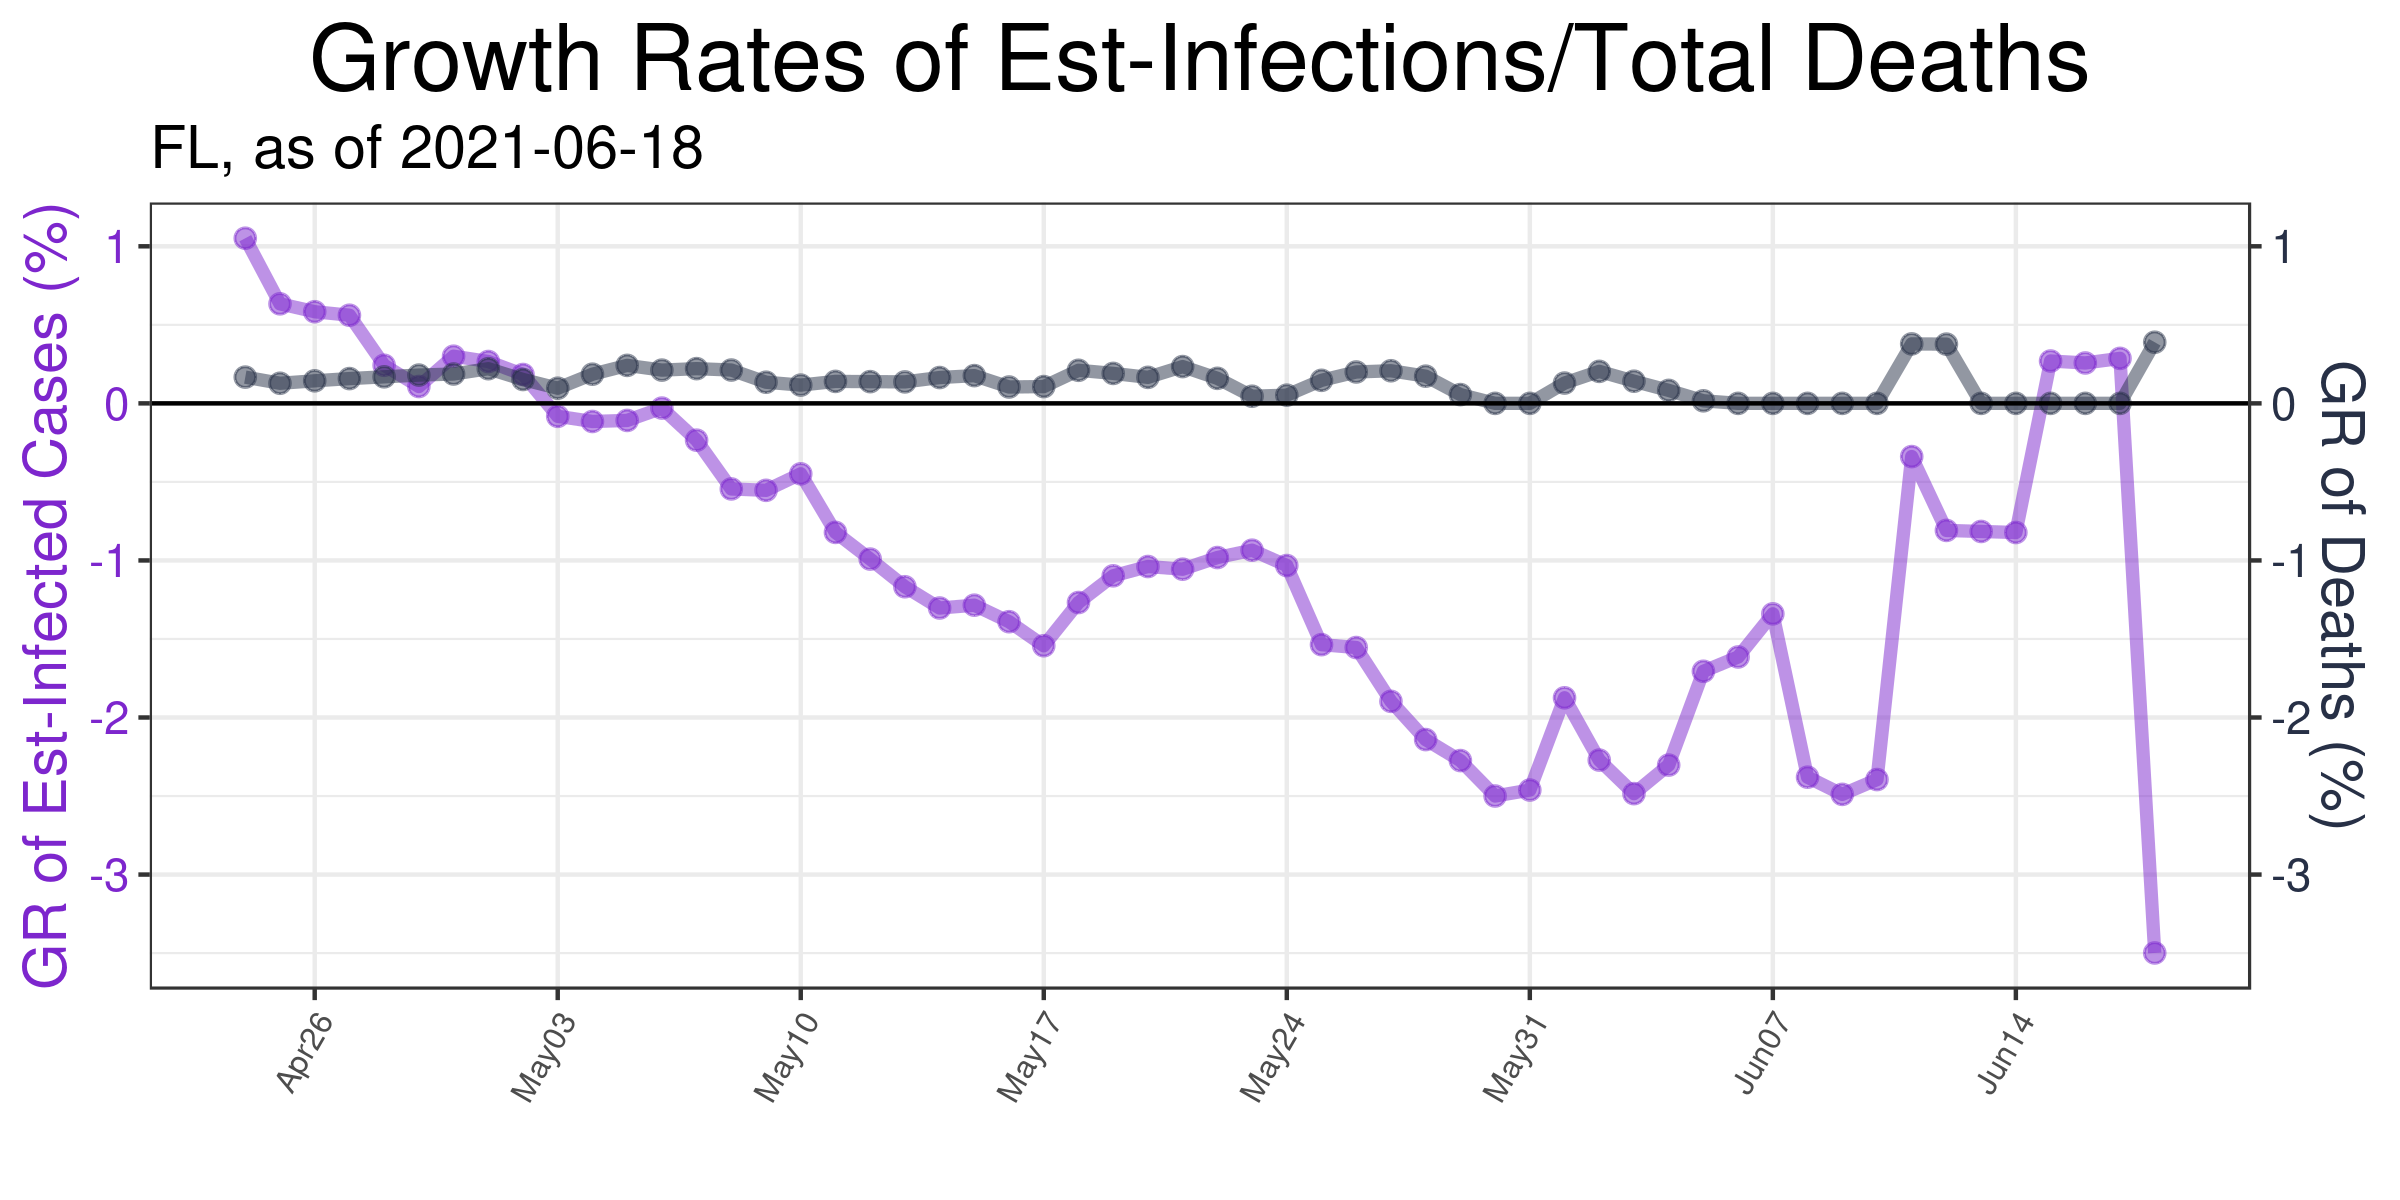 Growth Rates of Est-Infections/Total Deaths
FL, as of 2021-06-18
GR of Est-Infected Cases (%)
1
0
-1
-2
-3
1
0
-1
-2
-3
GR of Deaths (%)
Apr26
May03
May10
May17
May24
May31
Jun07
Jun14